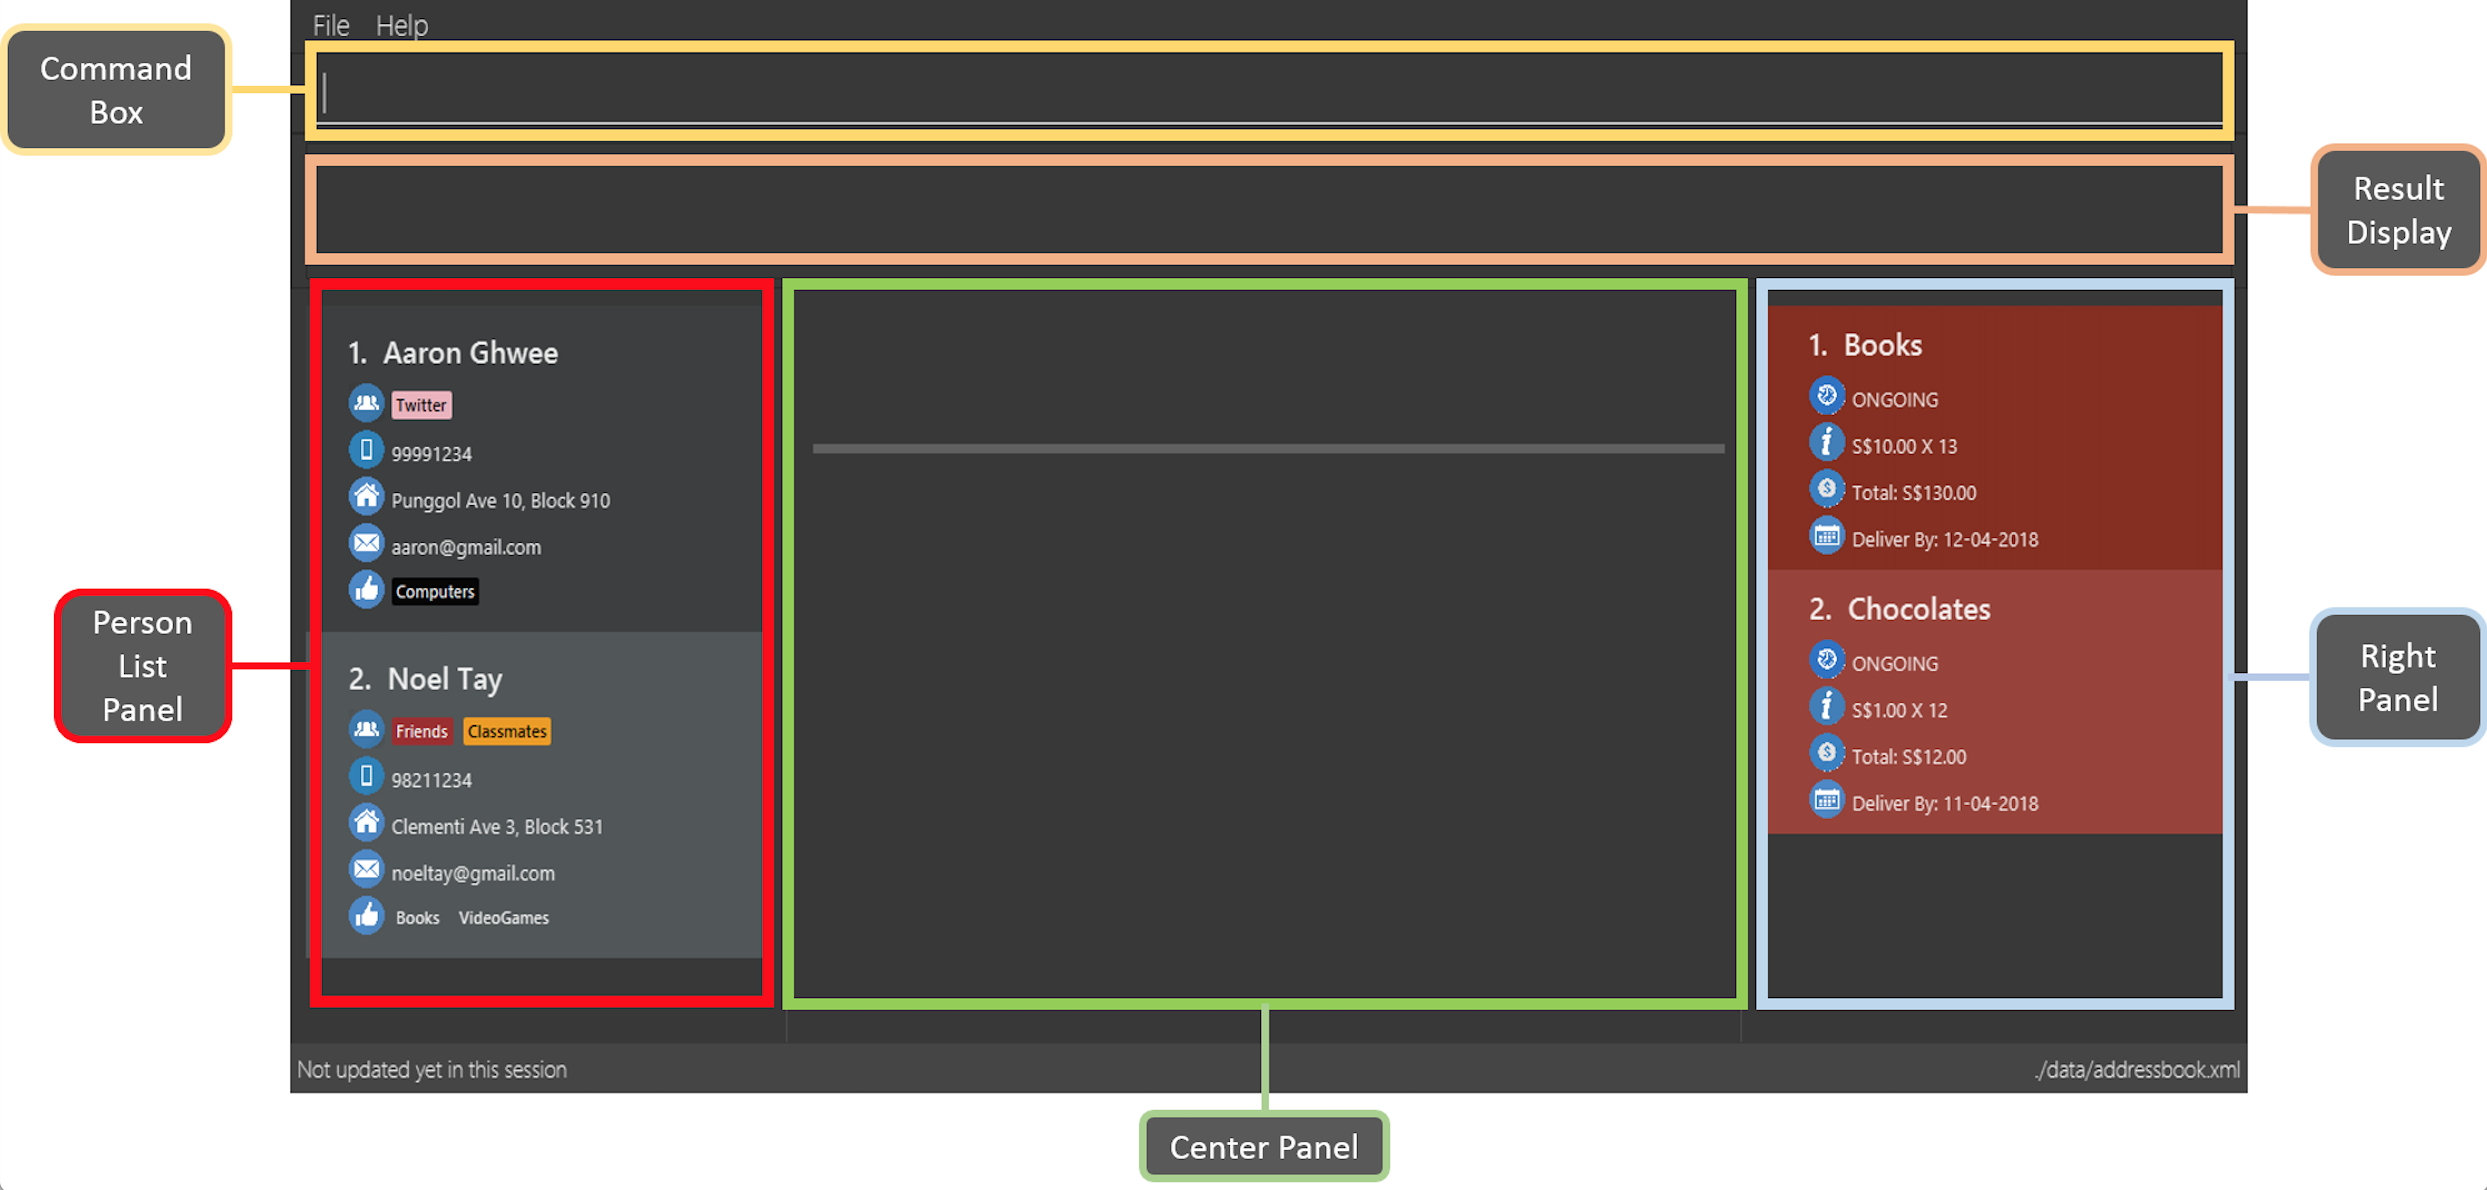 File Help
Command
Box
Result
Display
Person
List
Panel
1. Aaron Ghwee
Twitter
99991234
Punggol Ave 10, Block 910
aaron@gmail.com
Computers
2. Noel Tay
Friends Classmates
98211234
Clementi Ave 3, Block 531
noeltay@gmail.com
Books VideoGames
1. Books
ONGOING
S$10.00 X 13
Total: S$130.00
Deliver By: 12-04-2018
2. Chocolates
ONGOING
S$1.00 X 12
Total: S$12.00
Deliver By: 11-04-2018
Right
Panel
Not updated yet in this session
./data/addressbook.xml
Center Panel